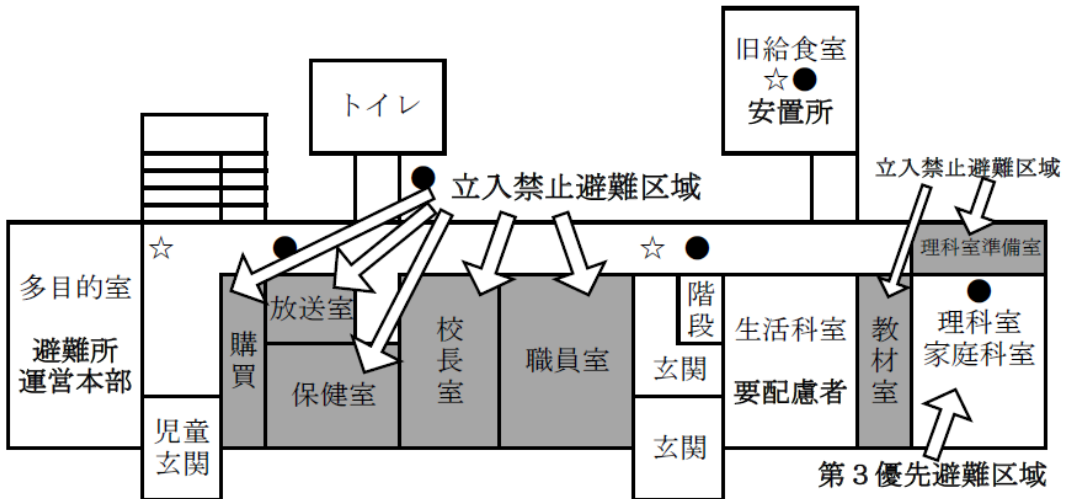 旧給食室
☆●
安置所
トイレ
●
立入禁止避難区域
立入禁止避難区域
☆
●
☆ ●
理科室準備室
多目的室
避難所
運営本部
購買
放送室
保健室
校長室
職員室
階段
玄関
生活科室
要配慮者
教材室
●
理科室
家庭科室
児童
玄関
玄関
第3優先避難区域